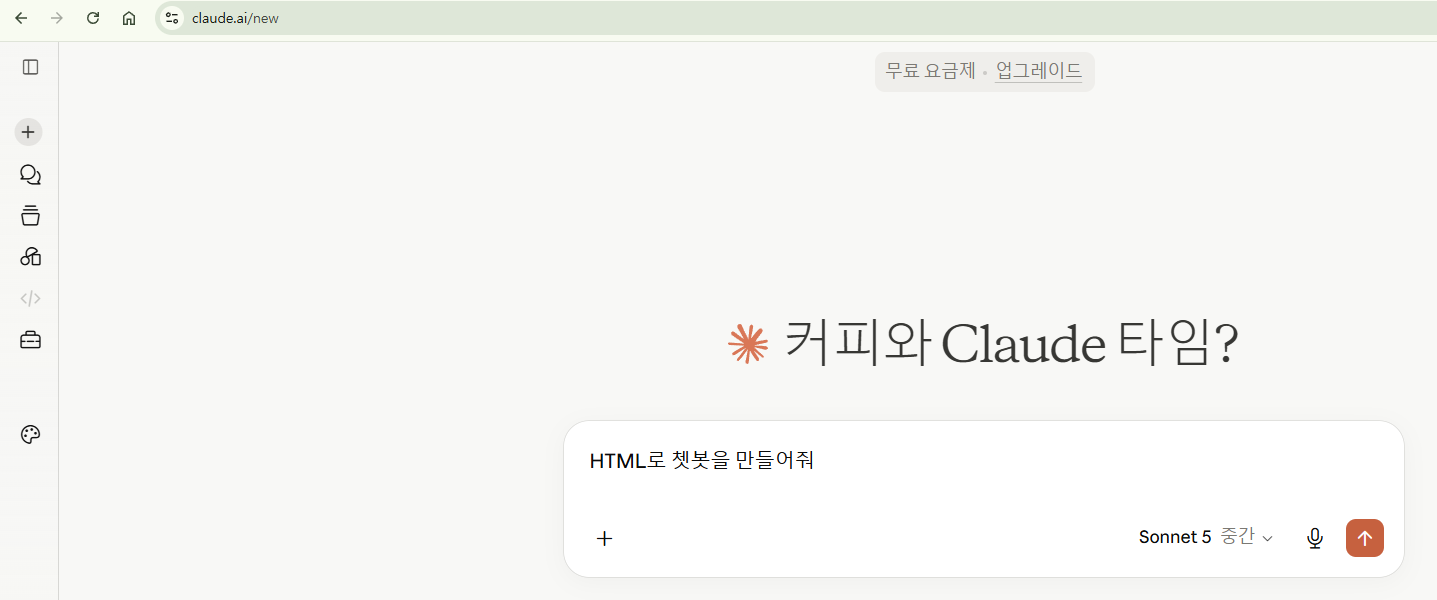 claude.ai/new
무료 요금제 • 업그레이드
커피와 Claude 타임?
HTML로 쳇봇을 만들어줘
Sonnet 5 중간